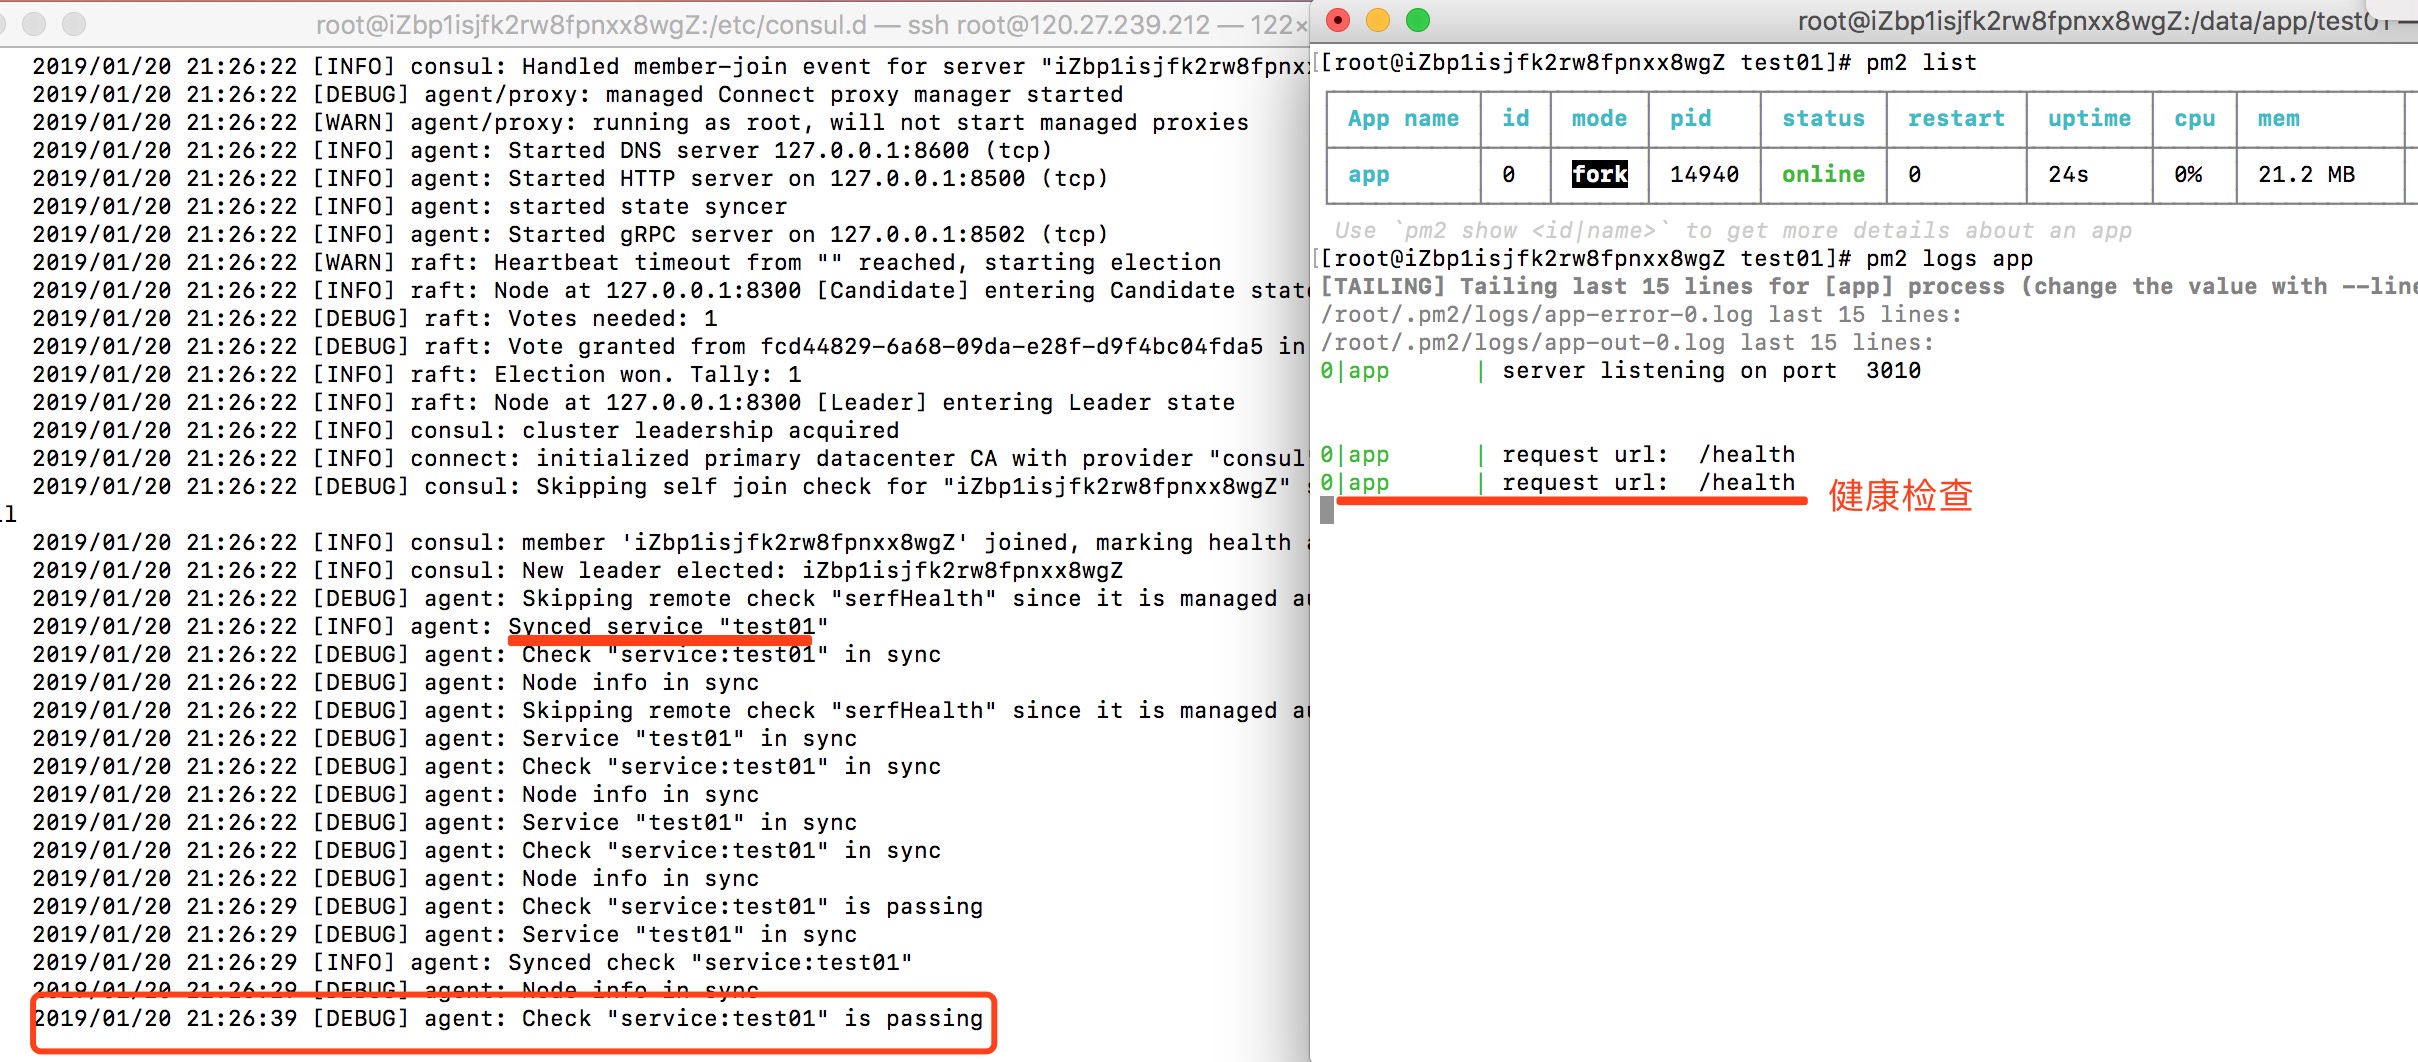 root@iZbp1isjfk2rw8fpnxx8wgZ:/etc/consul.d — ssh root@120.27.239.212 — 122×
2019/01/20 21:26:22 [INFO] consul: Handled member-join event for server "iZbp1isjfk2rw8fpnx
2019/01/20 21:26:22 [DEBUG] agent/proxy: managed Connect proxy manager started
2019/01/20 21:26:22 [WARN] agent/proxy: running as root, will not start managed proxies
2019/01/20 21:26:22 [INFO] agent: Started DNS server 127.0.0.1:8600 (tcp)
2019/01/20 21:26:22 [INFO] agent: Started HTTP server on 127.0.0.1:8500 (tcp)
2019/01/20 21:26:22 [INFO] agent: started state syncer
2019/01/20 21:26:22 [INFO] agent: Started gRPC server on 127.0.0.1:8502 (tcp)
2019/01/20 21:26:22 [WARN] raft: Heartbeat timeout from "" reached, starting election
2019/01/20 21:26:22 [INFO] raft: Node at 127.0.0.1:8300 [Candidate] entering Candidate stat
2019/01/20 21:26:22 [DEBUG] raft: Votes needed: 1
2019/01/20 21:26:22 [DEBUG] raft: Vote granted from fcd44829-6a68-09da-e28f-d9f4bc04fda5 in
2019/01/20 21:26:22 [INFO] raft: Election won. Tally: 1
2019/01/20 21:26:22 [INFO] raft: Node at 127.0.0.1:8300 [Leader] entering Leader state
2019/01/20 21:26:22 [INFO] consul: cluster leadership acquired
2019/01/20 21:26:22 [INFO] connect: initialized primary datacenter CA with provider "consul"
2019/01/20 21:26:22 [DEBUG] consul: Skipping self join check for "iZbp1isjfk2rw8fpnxx8wgZ" s
ll
2019/01/20 21:26:22 [INFO] consul: member 'iZbp1isjfk2rw8fpnxx8wgZ' joined, marking health a
2019/01/20 21:26:22 [INFO] consul: New leader elected: iZbp1isjfk2rw8fpnxx8wgZ
2019/01/20 21:26:22 [DEBUG] agent: Skipping remote check "serfHealth" since it is managed au
2019/01/20 21:26:22 [INFO] agent: Synced service "test01"
2019/01/20 21:26:22 [DEBUG] agent: Check "service:test01" in sync
2019/01/20 21:26:22 [DEBUG] agent: Node info in sync
2019/01/20 21:26:22 [DEBUG] agent: Skipping remote check "serfHealth" since it is managed au
2019/01/20 21:26:22 [DEBUG] agent: Service "test01" in sync
2019/01/20 21:26:22 [DEBUG] agent: Check "service:test01" in sync
2019/01/20 21:26:22 [DEBUG] agent: Node info in sync
2019/01/20 21:26:22 [DEBUG] agent: Service "test01" in sync
2019/01/20 21:26:22 [DEBUG] agent: Check "service:test01" in sync
2019/01/20 21:26:22 [DEBUG] agent: Node info in sync
2019/01/20 21:26:29 [DEBUG] agent: Check "service:test01" is passing
2019/01/20 21:26:29 [DEBUG] agent: Service "test01" in sync
2019/01/20 21:26:29 [INFO] agent: Synced check "service:test01"
2019/01/20 21:26:29 [DEBUG] agent: Node info in sync
2019/01/20 21:26:39 [DEBUG] agent: Check "service:test01" is passing
root@iZbp1isjfk2rw8fpnxx8wgZ:/data/app/test01 —
[[root@iZbp1isjfk2rw8fpnxx8wgZ test01]# pm2 list
App name id mode pid status restart uptime cpu mem
app 0 fork 14940 online 0 24s 0% 21.2 MB
Use `pm2 show <id|name>` to get more details about an app
[[root@iZbp1isjfk2rw8fpnxx8wgZ test01]# pm2 logs app
[TAILING] Tailing last 15 lines for [app] process (change the value with --line
/root/.pm2/logs/app-error-0.log last 15 lines:
/root/.pm2/logs/app-out-0.log last 15 lines:
0|app | server listening on port 3010
0|app | request url: /health
0|app | request url: /health
健康检查